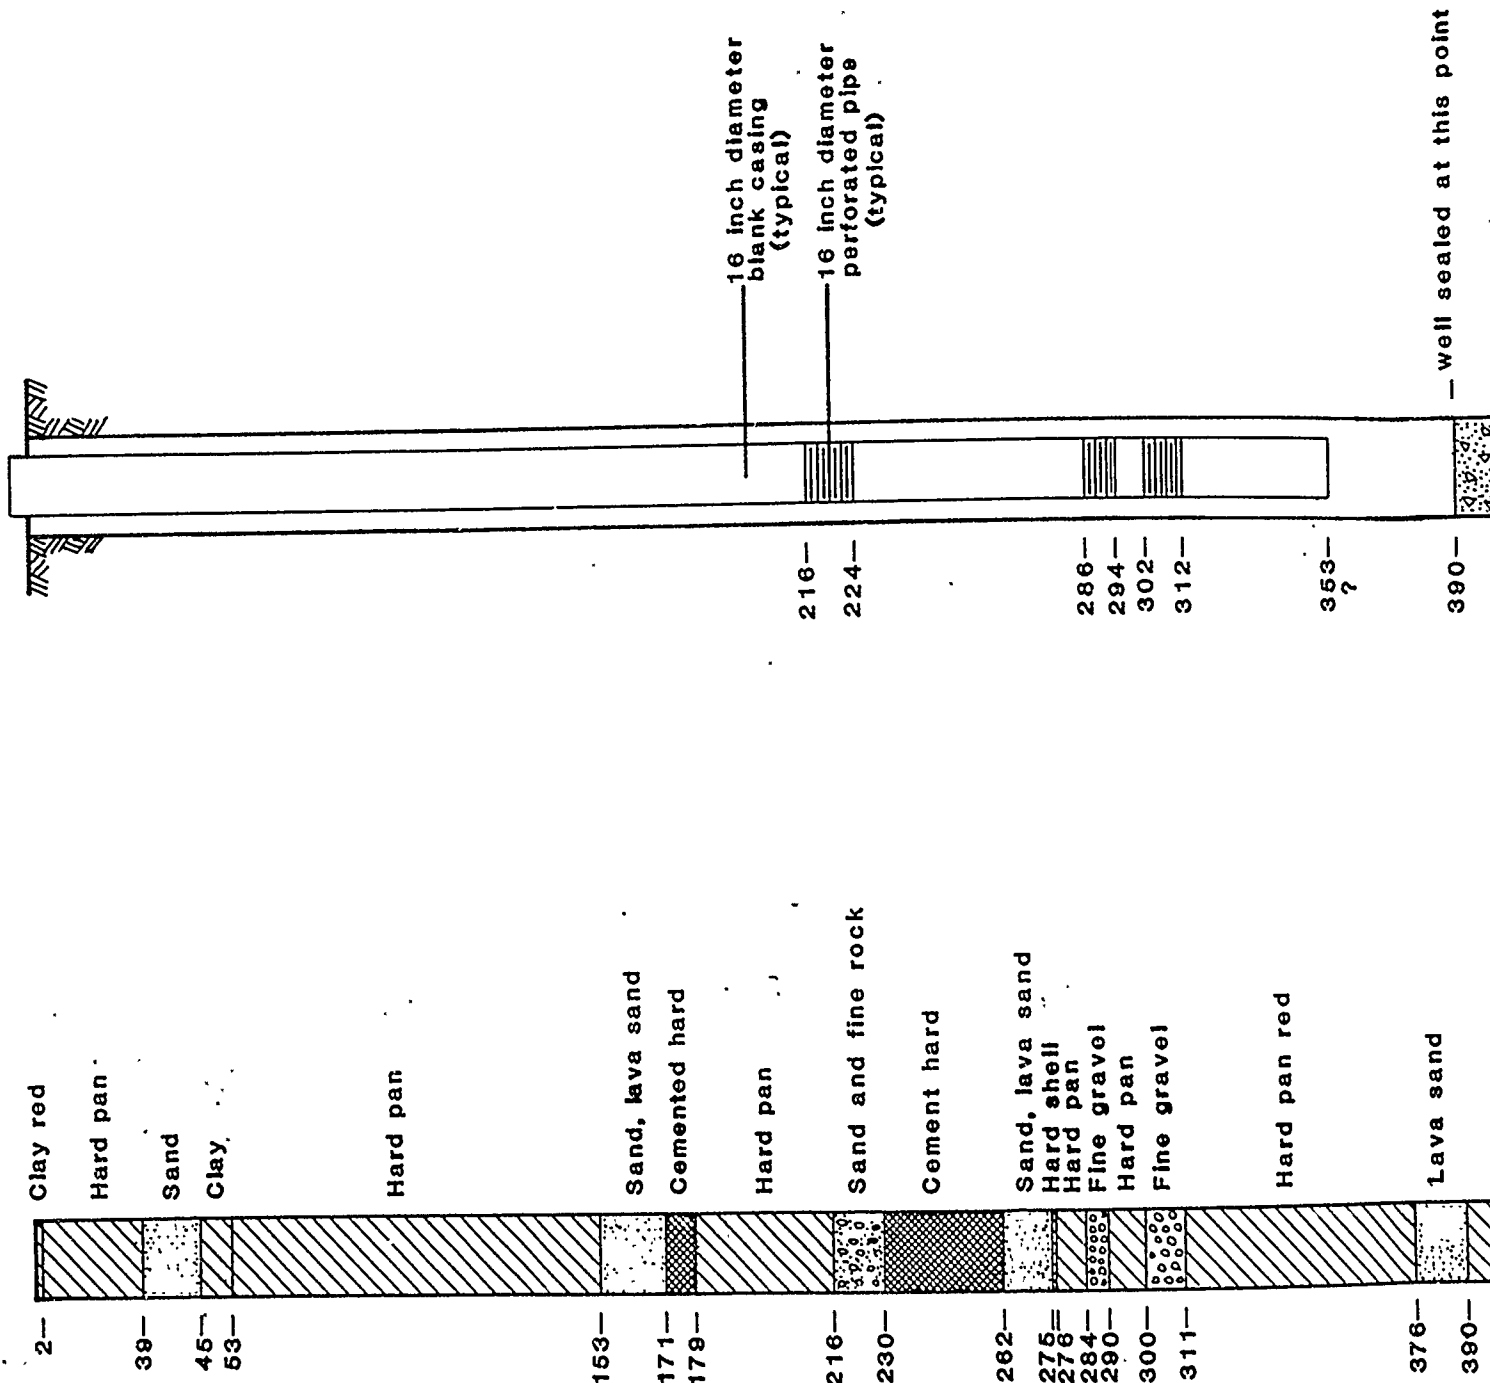 16 inch diameter
blank casing
(typical)
16 inch diameter
perforated pipe
(typical)
well sealed at this point
216
224
286
294
302
312
353
?
390
Clay red
Hard pan
Sand
Clay
Hard pan
Sand, lava sand
Cemented hard
Hard pan
Sand and fine rock
Cement hard
Sand, lava sand
Hard shell
Hard pan
Fine gravel
Hard pan
Fine gravel
Hard pan red
Lava sand
2
39
45
53
153
171
179
216
230
262
275
276
284
290
300
311
376
390